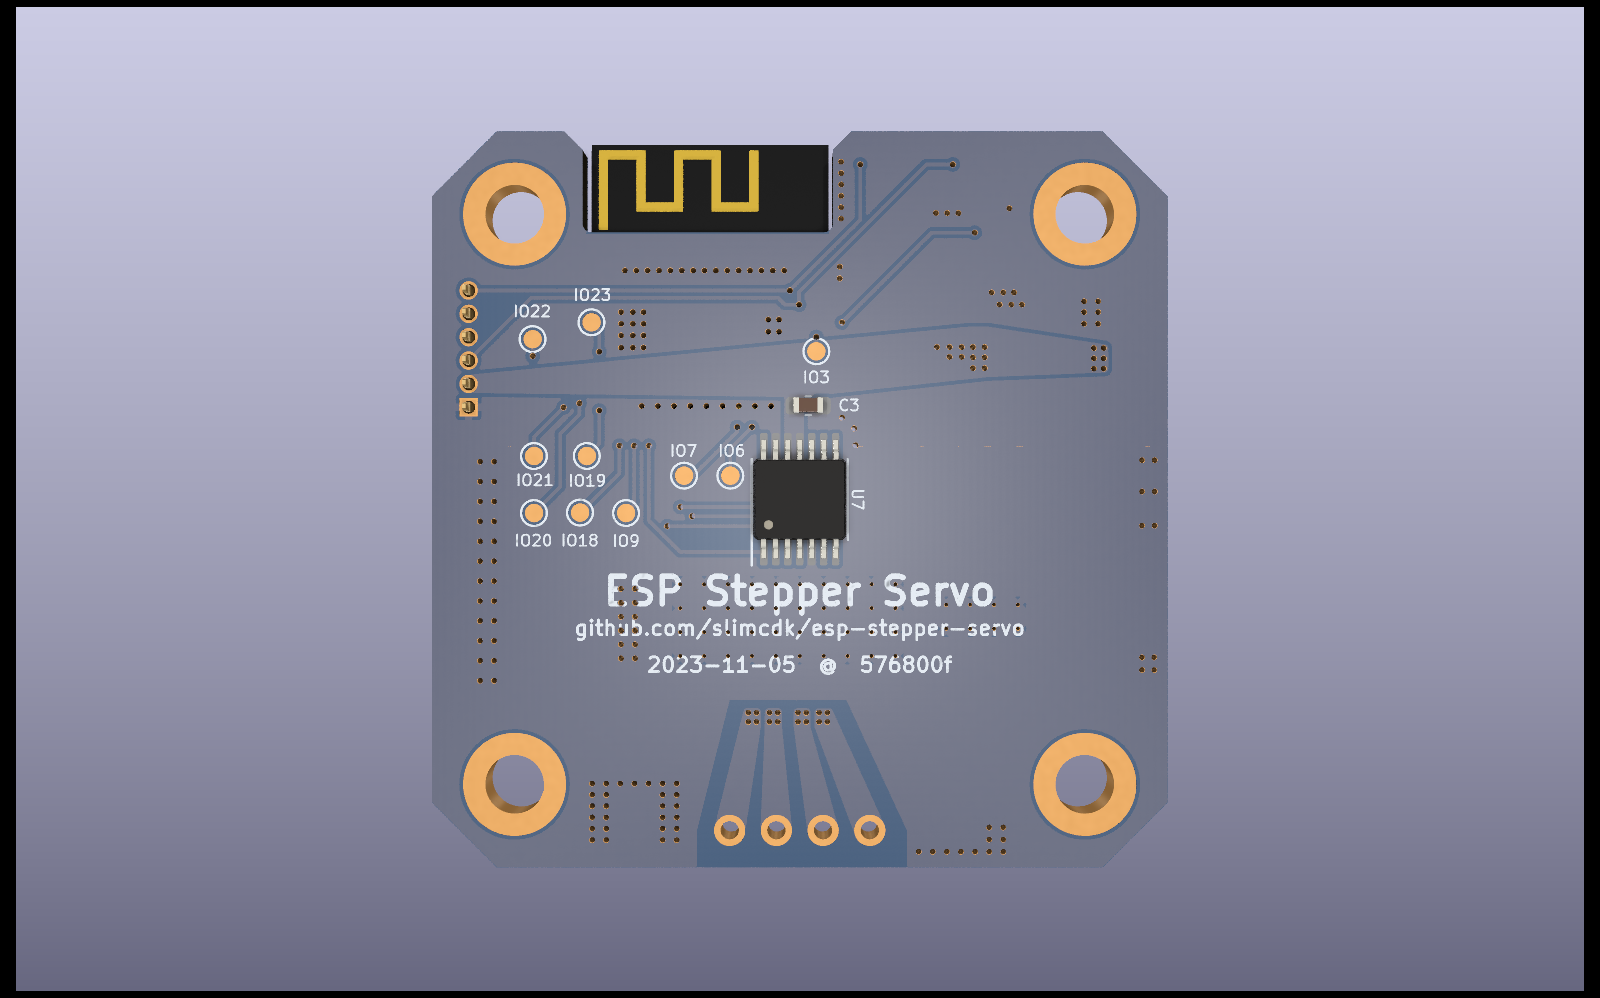 IO23
IO22
IO3
C3
IO7 IO6
IO21 IO19
U7
IO20 IO18 IO9
ESP Stepper Servo
github.com/slimcdk/esp-stepper-servo
2023-11-05 @ 576800f